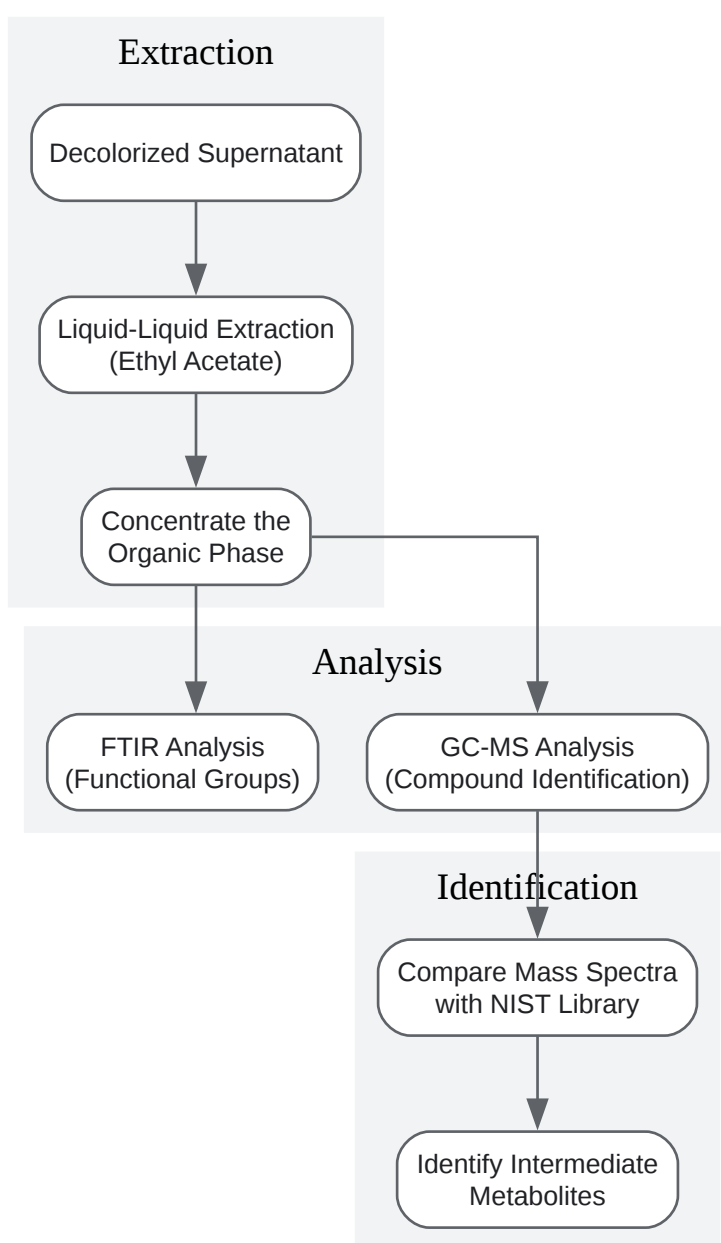 Extraction
Decolorized Supernatant
Liquid-Liquid Extraction
(Ethyl Acetate)
Concentrate the
Organic Phase
Analysis
FTIR Analysis
(Functional Groups)
GC-MS Analysis
(Compound Identification)
Identification
Compare Mass Spectra
with NIST Library
Identify Intermediate
Metabolites